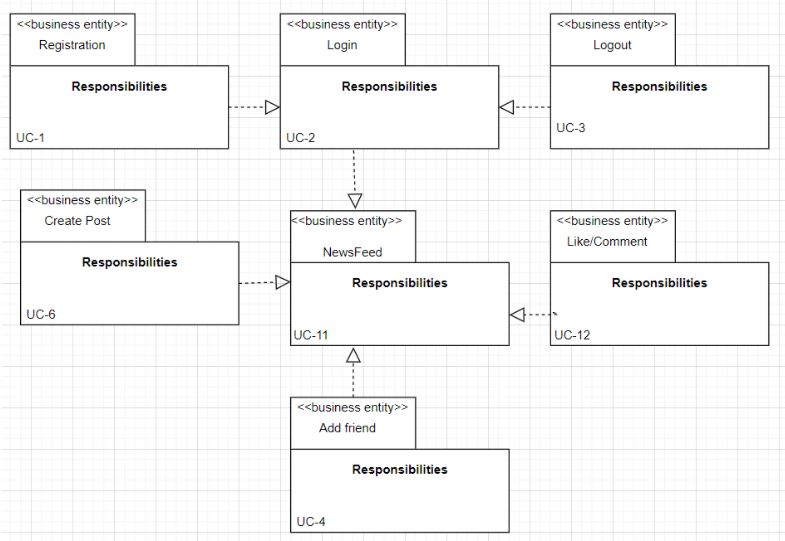 <<business entity>>
Registration
Responsibilities
UC-1
<<business entity>>
Login
Responsibilities
UC-2
<<business entity>>
Logout
Responsibilities
UC-3
<<business entity>>
Create Post
Responsibilities
UC-6
<<business entity>>
NewsFeed
Responsibilities
UC-11
<<business entity>>
Like/Comment
Responsibilities
UC-12
<<business entity>>
Add friend
Responsibilities
UC-4